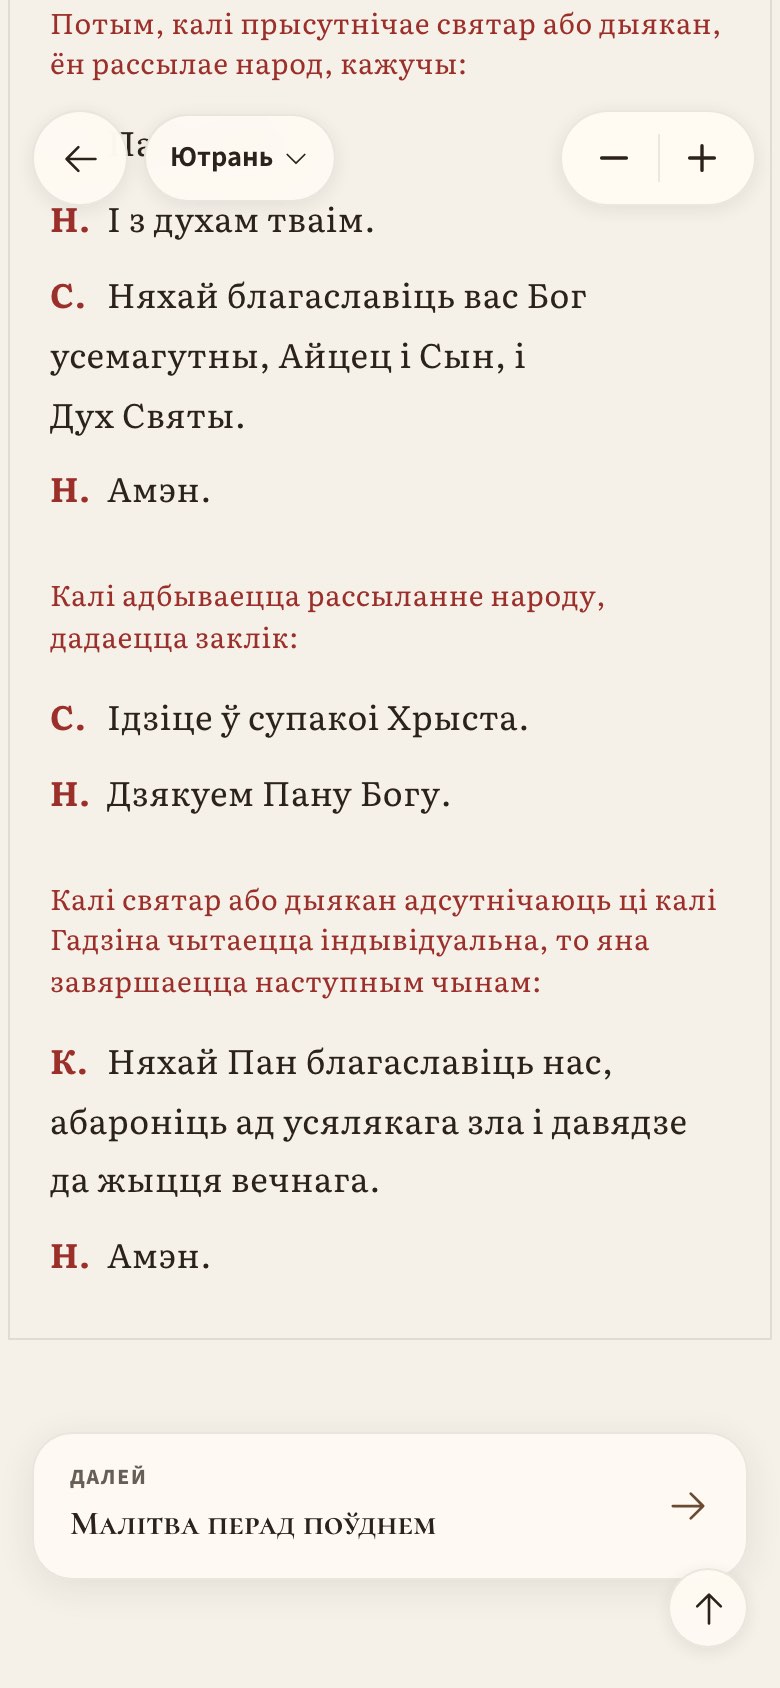 Потым, калі прысутнічае святар або дыякан,
ён рассылае народ, кажучы:
Ютрань
Н. І з духам тваім.
С. Няхай благаславіць вас Бог
усемагутны, Айцец і Сын, і
Дух Святы.
Н. Амэн.
Калі адбываецца рассыланне народу,
дадаецца заклік:
С. Ідзіце ў супакоі Хрыста.
Н. Дзякуем Пану Богу.
Калі святар або дыякан адсутнічаюць ці калі
Гадзіна чытаецца індывідуальна, то яна
завяршаецца наступным чынам:
К. Няхай Пан благаславіць нас,
абароніць ад усялякага зла і давядзе
да жыцця вечнага.
Н. Амэн.
ДАЛЕЙ
Малітва перад поўднем